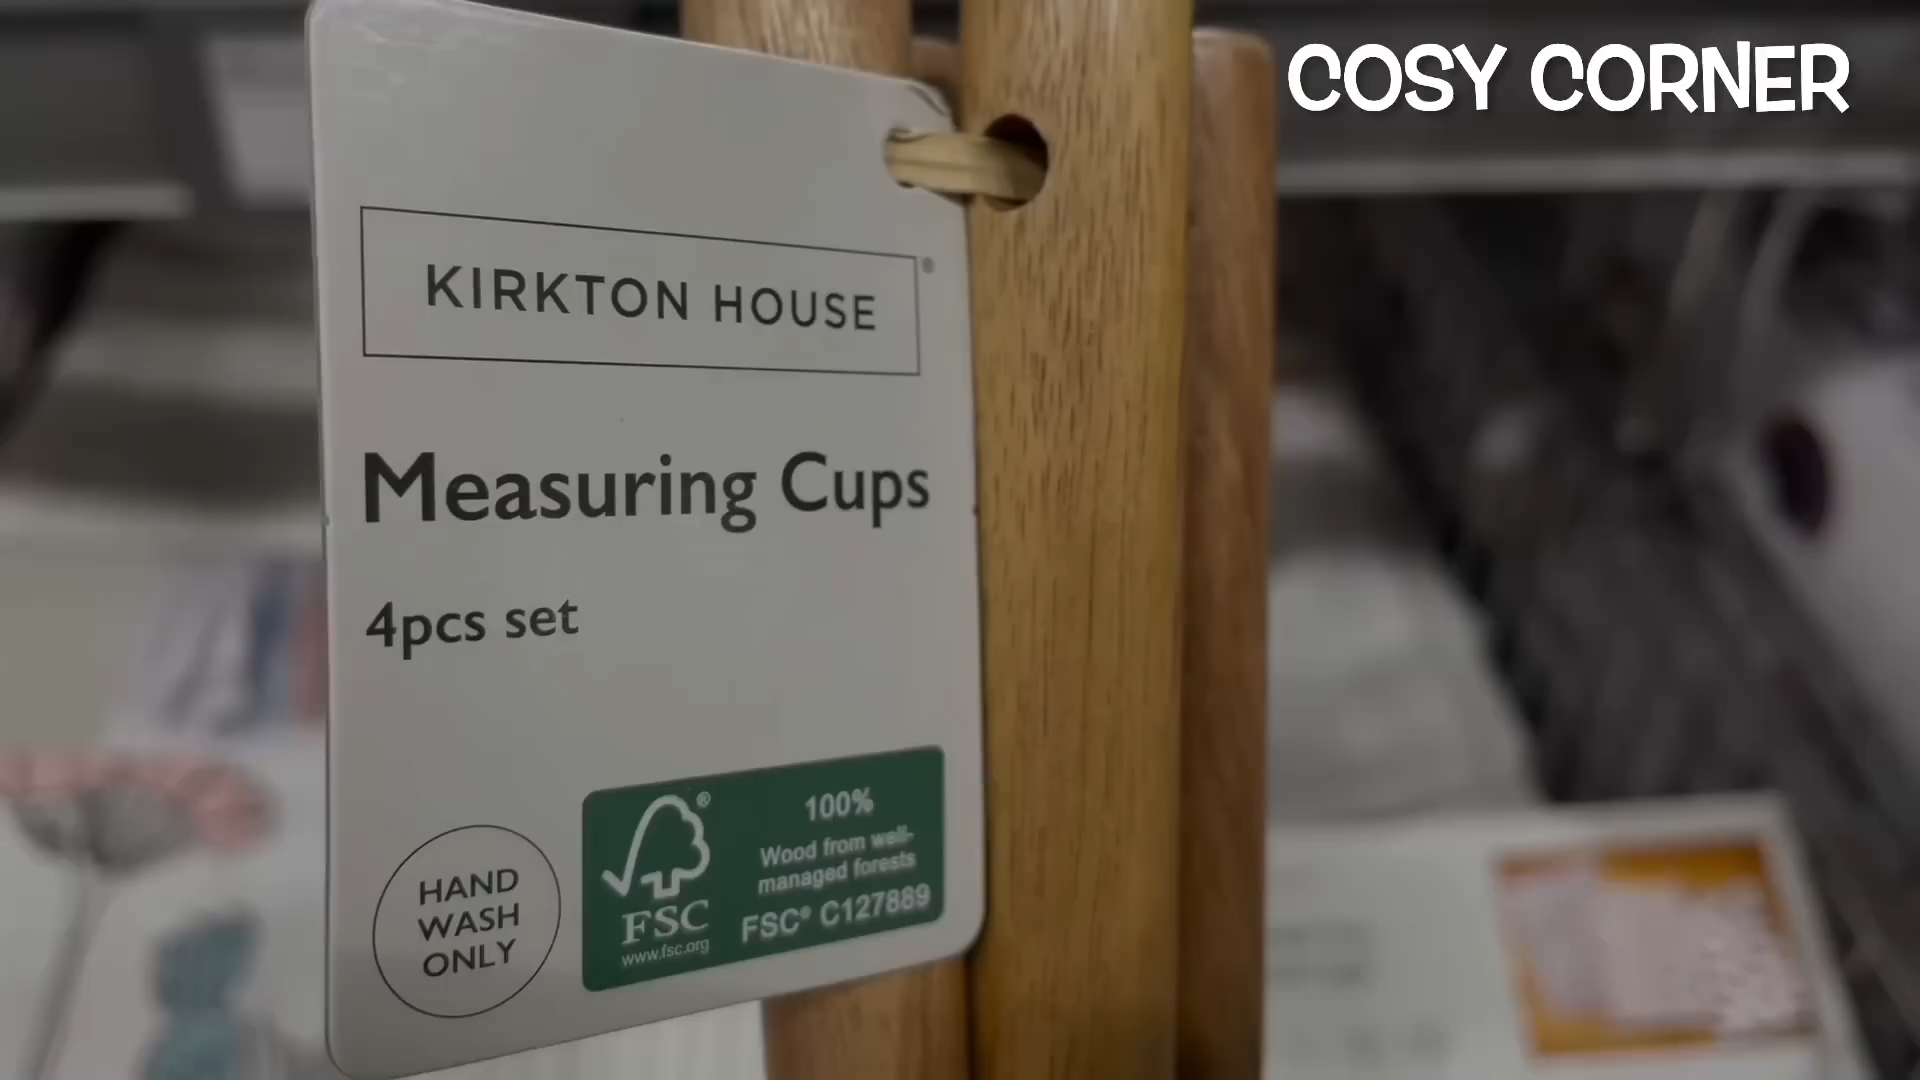 COSY CORNER
KIRKTON HOUSE®
Measuring Cups
4pcs set
HAND
WASH
ONLY
®
FSC
www.fsc.org
100%
Wood from well-
managed forests
FSC® C127889